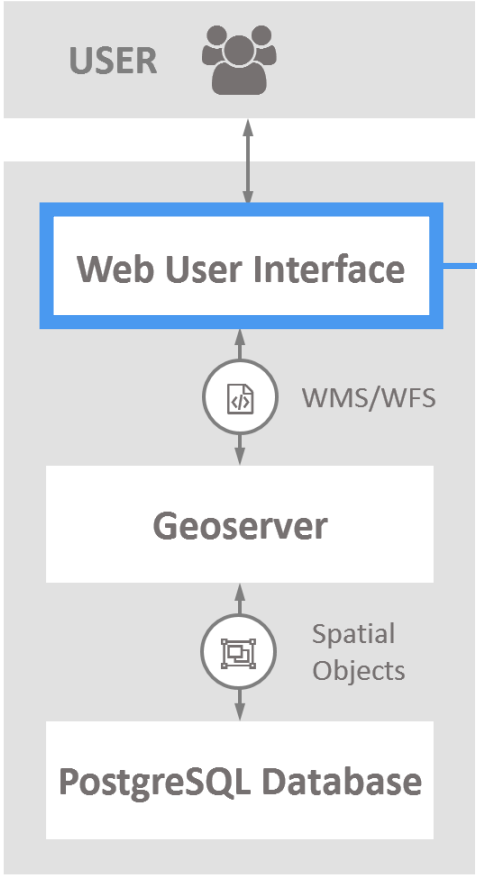 USER
Web User Interface
WMS/WFS
Geoserver
Spatial
Objects
PostgreSQL Database